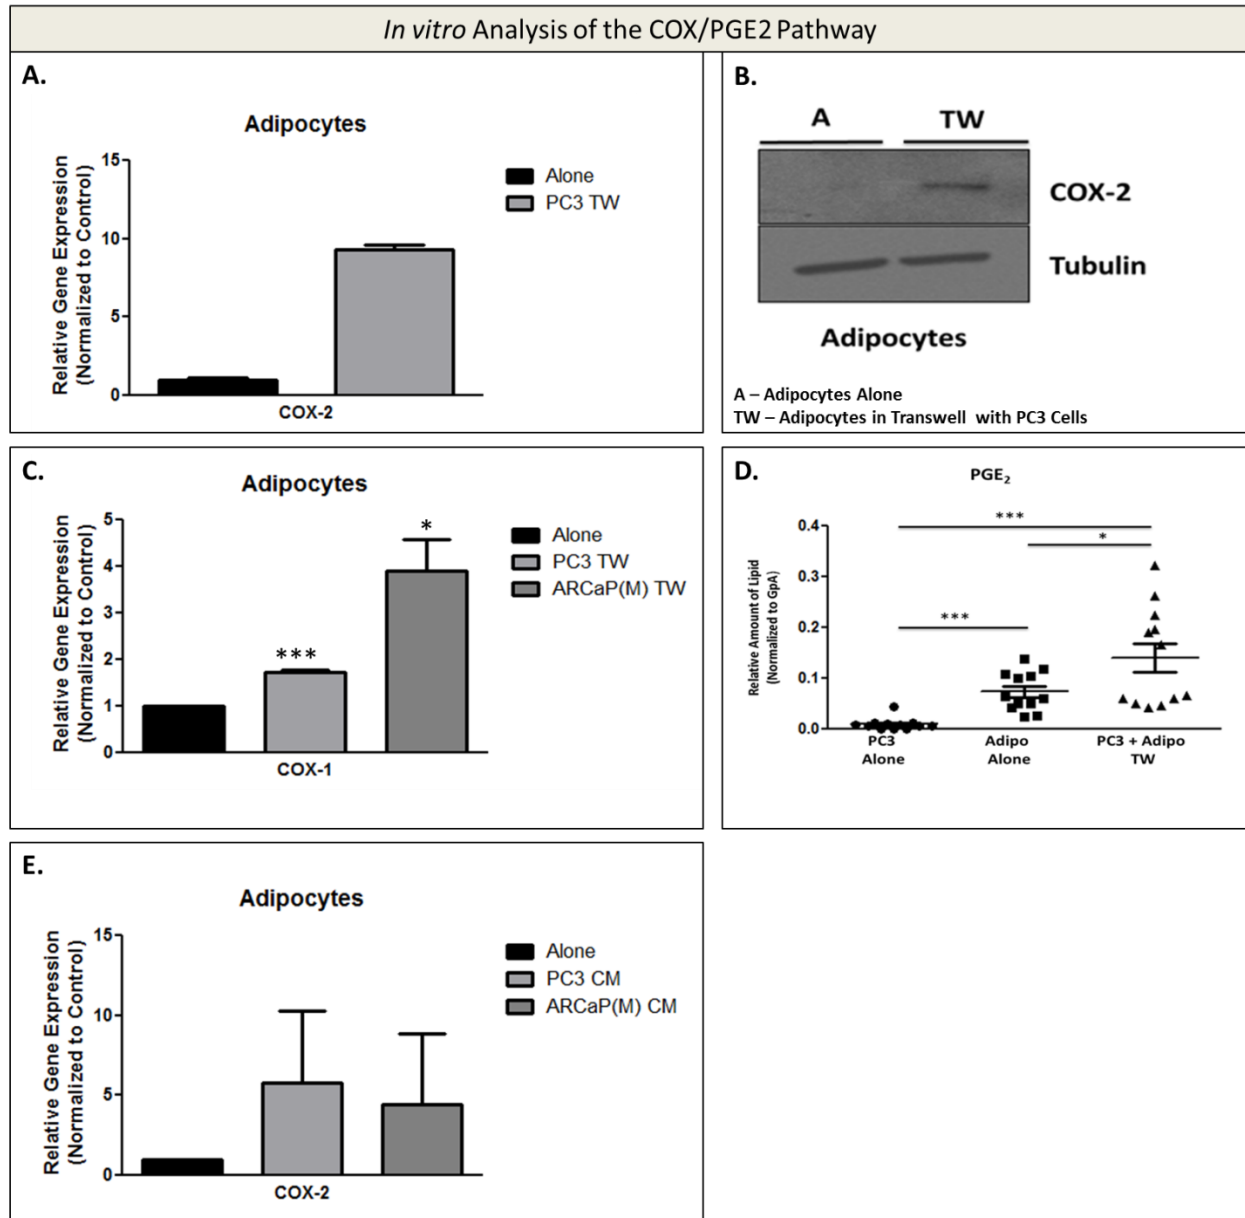 In vitro Analysis of the COX/PGE2 Pathway
A.
Adipocytes
Relative Gene Expression
(Normalized to Control)
15
10
5
0
COX-2
Alone
PC3 TW
B.
A
TW
COX-2
Tubulin
Adipocytes
A – Adipocytes Alone
TW – Adipocytes in Transwell with PC3 Cells
C.
Adipocytes
Relative Gene Expression
(Normalized to Control)
5
4
3
2
1
0
***
*
COX-1
Alone
PC3 TW
ARCaP(M) TW
D.
PGE₂
Relative Amount of Lipid
(Normalized to GpA)
0.4
0.3
0.2
0.1
0.0
***
*
***
PC3
Alone
Adipo
Alone
PC3 + Adipo
TW
E.
Adipocytes
Relative Gene Expression
(Normalized to Control)
15
10
5
0
COX-2
Alone
PC3 CM
ARCaP(M) CM